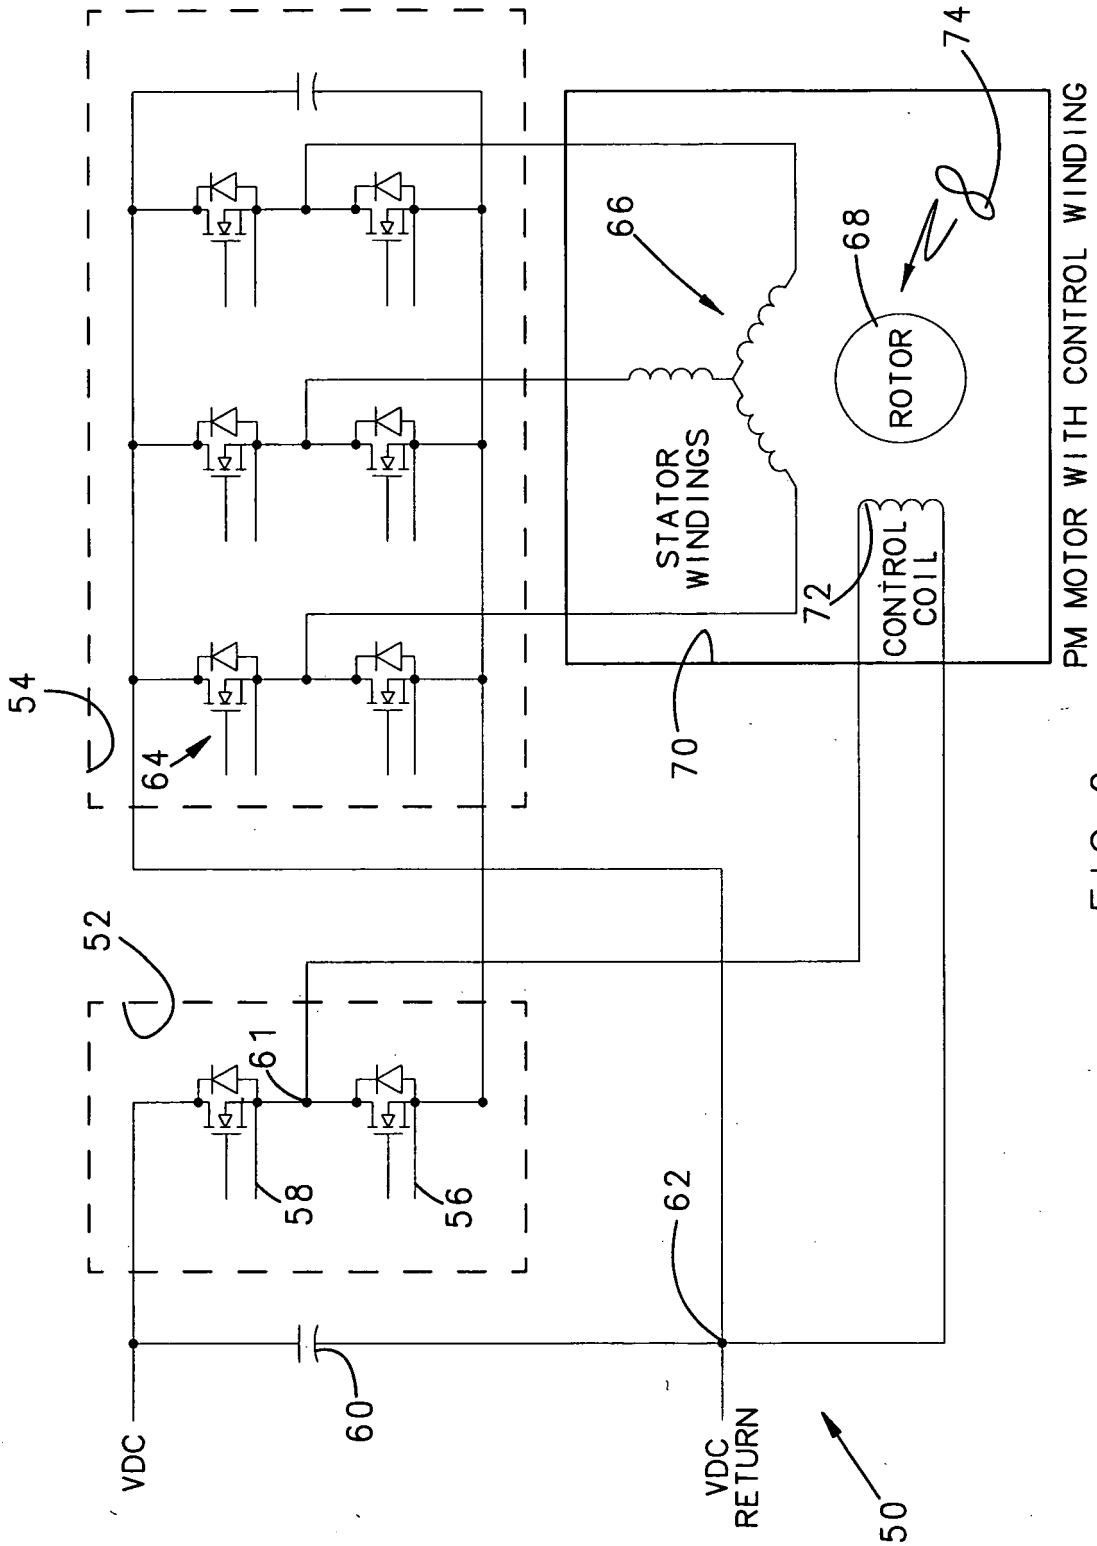 54
52
64
58
61
56
VDC
60
VDC
RETURN
62
50
70
STATOR
WINDINGS
66
72
CONTROL
COIL
ROTOR
68
74
PM MOTOR WITH CONTROL WINDING